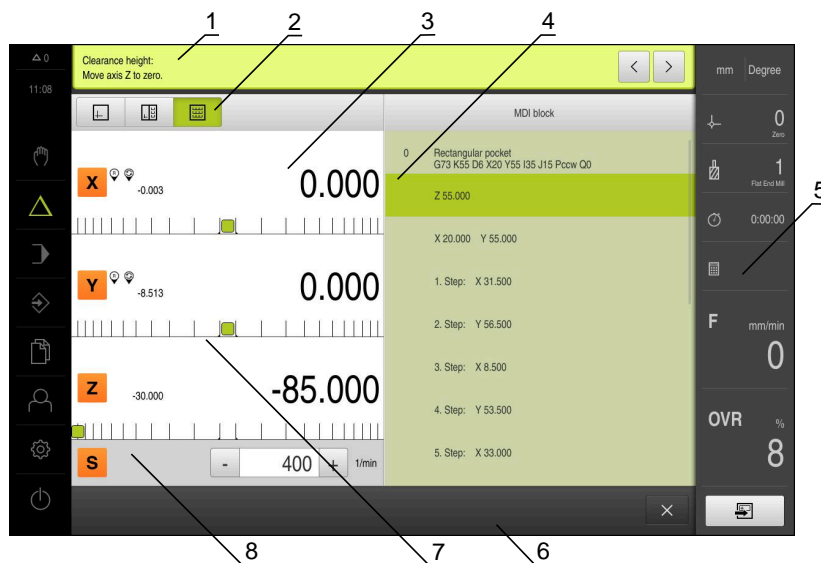 1
2
3
4
5
6
7
8
0
11:08
Clearance height:
Move axis Z to zero.
<
>
mm Degree
MDI block
0
Zero
1
Flat End Mill
0:00:00
F mm/min
0
OVR %
8
X
-0.003
0.000
Y
-8.513
0.000
Z
-30.000
-85.000
S
- 400 + 1/min
0 Rectangular pocket
G73 K55 D6 X20 Y55 I35 J15 Pccw Q0
Z 55.000
X 20.000 Y 55.000
1. Step: X 31.500
2. Step: Y 56.500
3. Step: X 8.500
4. Step: Y 53.500
5. Step: X 33.000